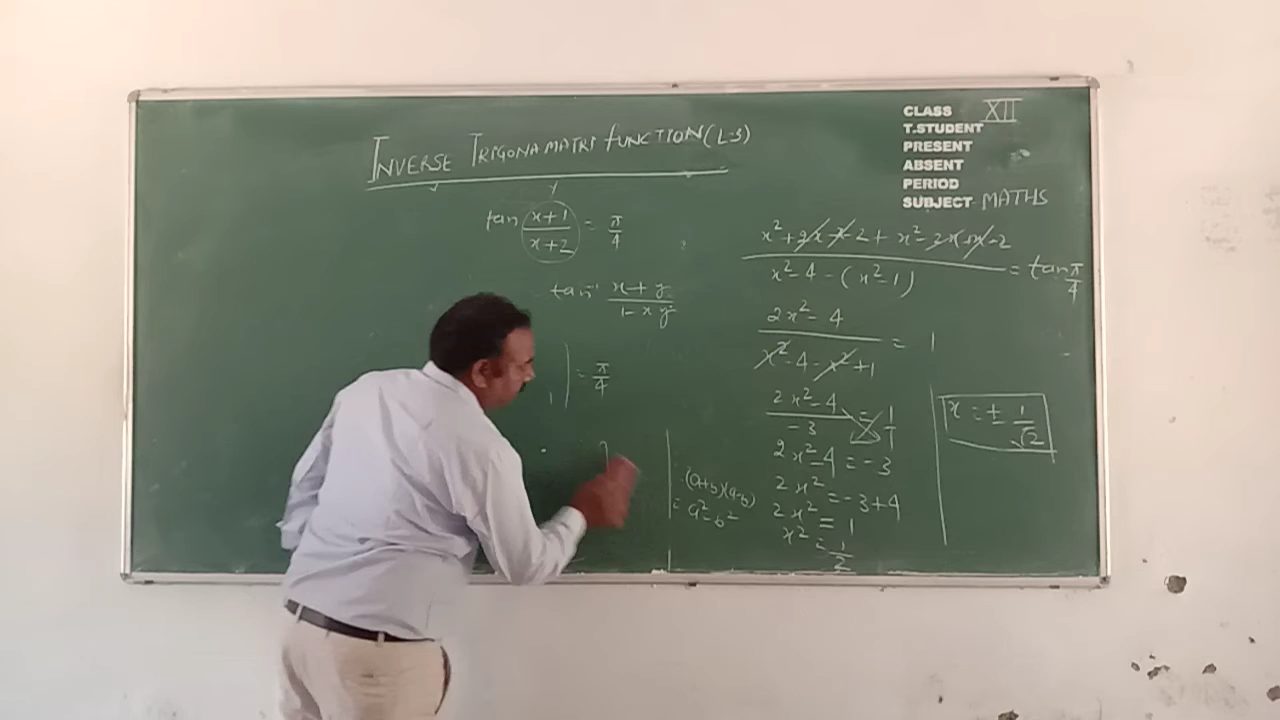 INVERSE TRIGONAMATRI FUNCTION (L-3)
CLASS XII
T.STUDENT
PRESENT
ABSENT
PERIOD
SUBJECT MATHS
tan (x+1)/(x+2) = π/4
tan⁻¹ (x+y)/(1-xy)
= π/4
(a+b)(a-b)
= a²-b²
(x²+2x-x-2+x²-2x+x-2)/(x²-4-(x²-1)) = tan π/4
(2x²-4)/(x²-4-x²+1) = 1
(2x²-4)/(-3) = 1/1
2x²-4 = -3
2x² = -3+4
2x² = 1
x² = 1/2
x = ± 1/√2